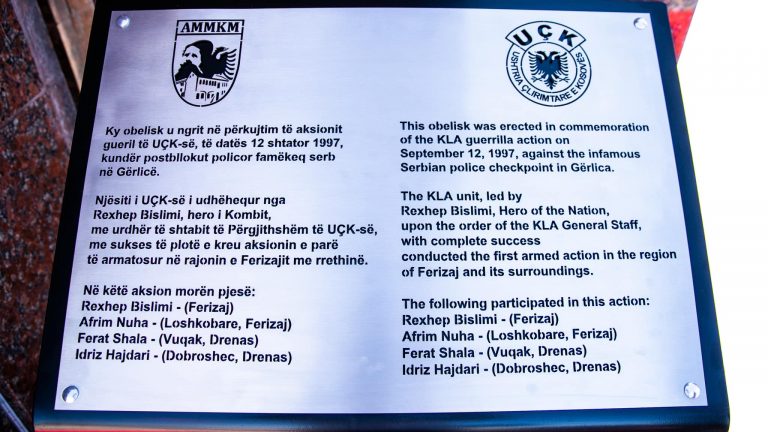 AMMKM
Ky obelisk u ngrit në përkujtim të aksionit
gueril të UÇK-së, të datës 12 shtator 1997,
kundër postbllokut policor famëkeq serb
në Gërlicë.
Njësiti i UÇK-së i udhëhequr nga
Rexhep Bislimi, hero i Kombit,
me urdhër të shtabit të Përgjithshëm të UÇK-së,
me sukses të plotë e kreu aksionin e parë
të armatosur në rajonin e Ferizajit me rrethinë.
Në këtë aksion morën pjesë:
Rexhep Bislimi - (Ferizaj)
Afrim Nuha - (Loshkobare, Ferizaj)
Ferat Shala - (Vuqak, Drenas)
Idriz Hajdari - (Dobroshec, Drenas)
UÇK
USHTRIA ÇLIRIMTARE E KOSOVËS
This obelisk was erected in commemoration
of the KLA guerrilla action on
September 12, 1997, against the infamous
Serbian police checkpoint in Gërlica.
The KLA unit, led by
Rexhep Bislimi, Hero of the Nation,
upon the order of the KLA General Staff,
with complete success
conducted the first armed action in the region
of Ferizaj and its surroundings.
The following participated in this action:
Rexhep Bislimi - (Ferizaj)
Afrim Nuha - (Loshkobare, Ferizaj)
Ferat Shala - (Vuqak, Drenas)
Idriz Hajdari - (Dobroshec, Drenas)